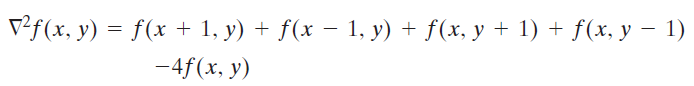 ∇²f(x, y) = f(x + 1, y) + f(x − 1, y) + f(x, y + 1) + f(x, y − 1)
−4f(x, y)